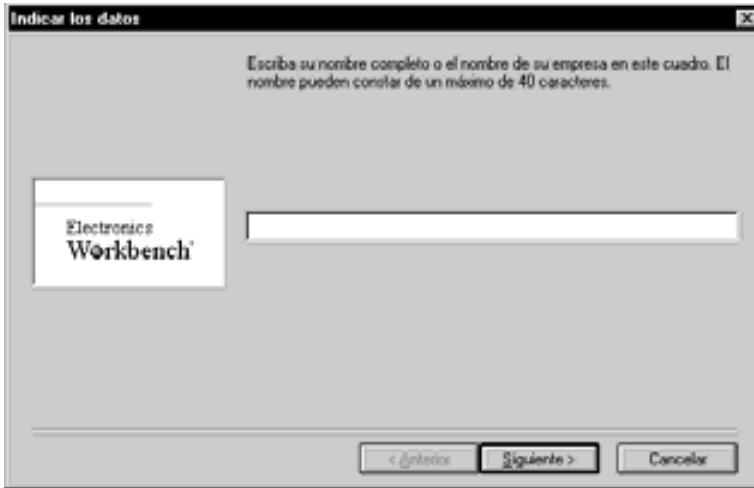 Indicar los datos
Escriba su nombre completo o el nombre de su empresa en este cuadro. El
nombre pueden constar de un máximo de 40 caracteres.
Electronics
Workbench
< Anterior
Siguiente >
Cancelar